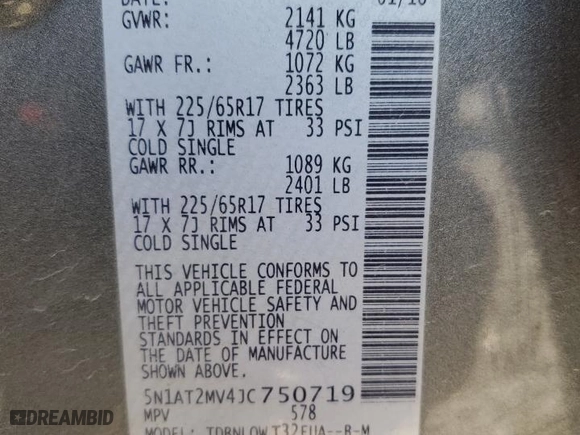 GVWR: 2141 KG
4720 LB
GAWR FR.: 1072 KG
2363 LB
WITH 225/65R17 TIRES
17 X 7J RIMS AT 33 PSI
COLD SINGLE
GAWR RR.: 1089 KG
2401 LB
WITH 225/65R17 TIRES
17 X 7J RIMS AT 33 PSI
COLD SINGLE
THIS VEHICLE CONFORMS TO
ALL APPLICABLE FEDERAL
MOTOR VEHICLE SAFETY AND
THEFT PREVENTION
STANDARDS IN EFFECT ON
THE DATE OF MANUFACTURE
SHOWN ABOVE.
5N1AT2MV4JC750719
MPV 578
MODEL:
DREAMBID